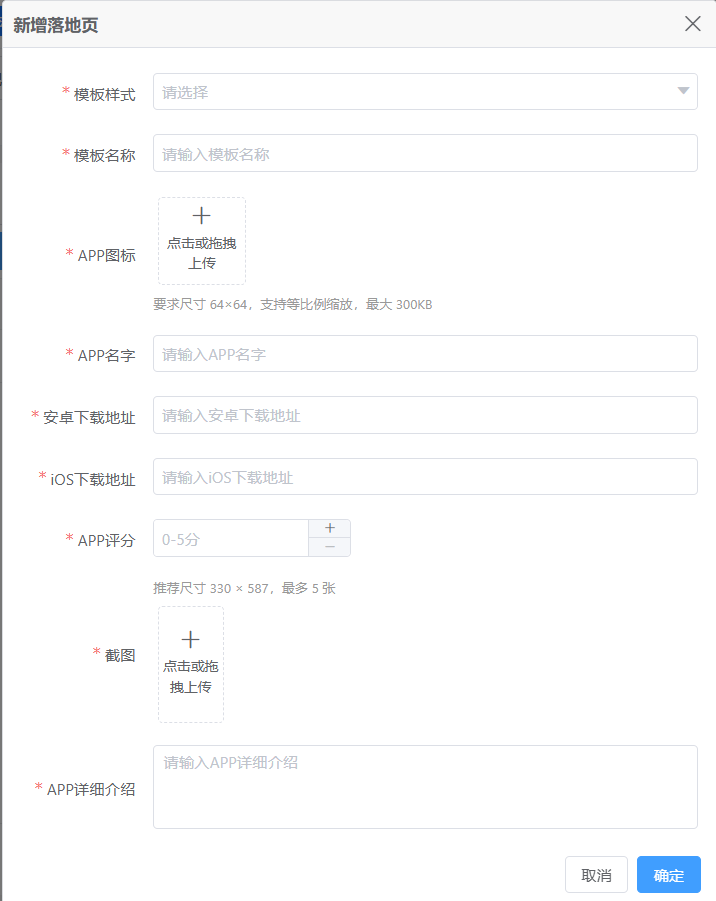 新增落地页
* 模板样式 请选择
* 模板名称 请输入模板名称
点击或拖拽
上传
* APP图标
要求尺寸 64×64，支持等比例缩放，最大 300KB
* APP名字 请输入APP名字
* 安卓下载地址 请输入安卓下载地址
* iOS下载地址 请输入iOS下载地址
* APP评分 0-5分
推荐尺寸 330 × 587，最多 5 张
* 截图
点击或拖
拽上传
请输入APP详细介绍
* APP详细介绍
取消 确定